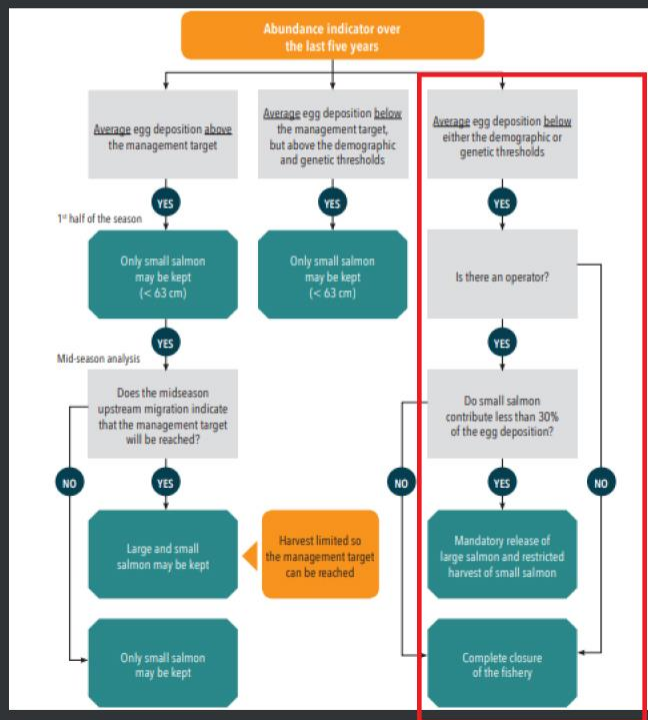 Abundance indicator over
the last five years
Average egg deposition above
the management target
Average egg deposition below
the management target,
but above the demographic
and genetic thresholds
Average egg deposition below
either the demographic or
genetic thresholds
YES
YES
YES
1st half of the season
Only small salmon
may be kept
(< 63 cm)
Only small salmon
may be kept
(< 63 cm)
Is there an operator?
YES
YES
Mid-season analysis
Does the midseason
upstream migration indicate
that the management target
will be reached?
Do small salmon
contribute less than 30%
of the egg deposition?
NO
YES
NO
YES
NO
Large and small
salmon may be kept
Harvest limited so
the management target
can be reached
Mandatory release of
large salmon and restricted
harvest of small salmon
Only small salmon
may be kept
Complete closure
of the fishery